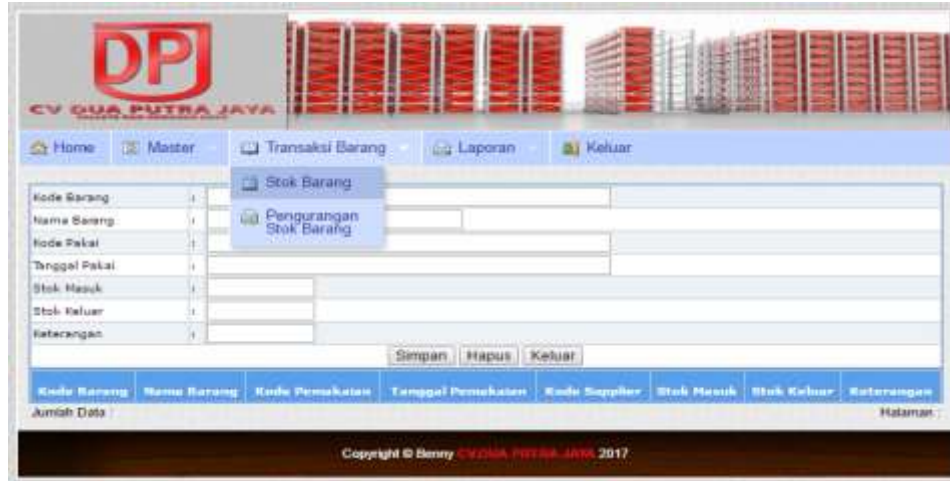 DPJ
CV DUA PUTRA JAYA
Home Master Transaksi Barang Laporan Keluar
Stok Barang
Pengurangan
Stok Barang
Kode Barang :
Nama Barang :
Kode Pakai :
Tanggal Pakai :
Stok Masuk :
Stok Keluar :
Keterangan :
Simpan Hapus Keluar
Kode Barang Nama Barang Kode Pemakaian Tanggal Pemakaian Kode Supplier Stok Masuk Stok Keluar Keterangan
Jumlah Data : Halaman :
Copyright © Benny CV.DUA PUTRA JAYA 2017